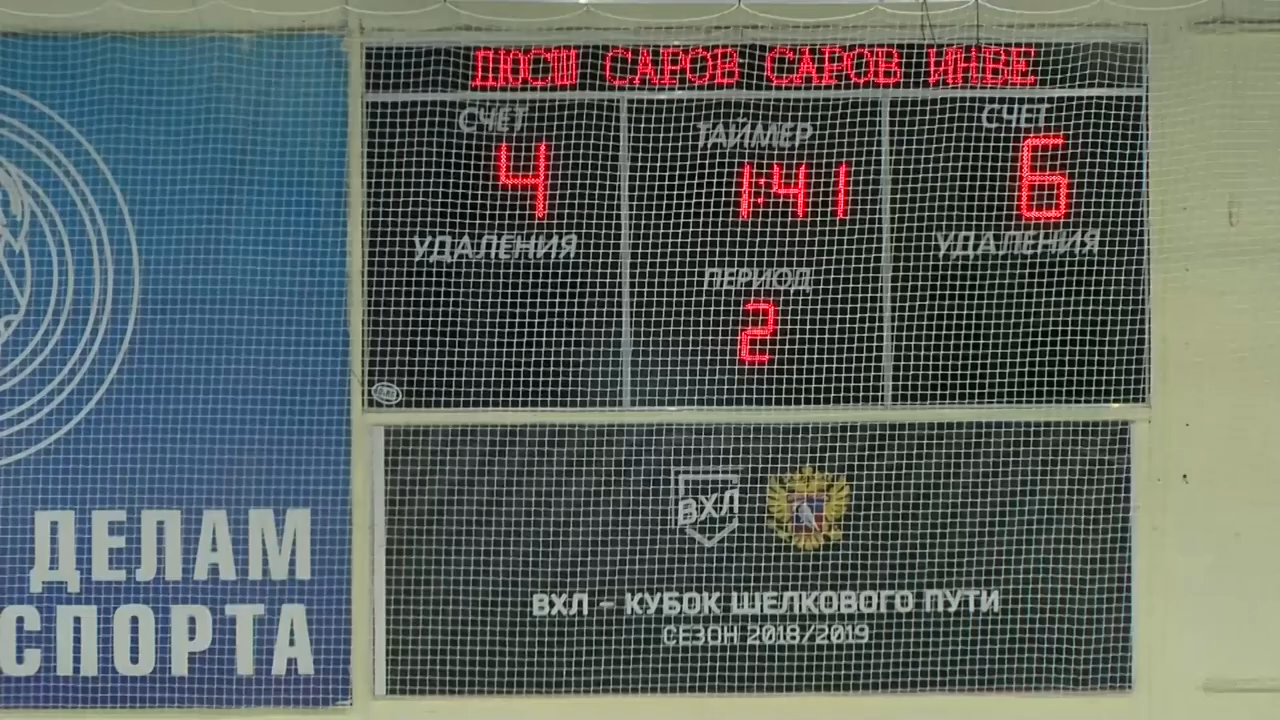 ДЮСШ САРОВ САРОВ ИНВЕ
СЧЕТ
ТАЙМЕР
СЧЕТ
4
1:41
6
УДАЛЕНИЯ
УДАЛЕНИЯ
ПЕРИОД
2
ВХЛ
ВХЛ - КУБОК ШЕЛКОВОГО ПУТИ
СЕЗОН 2018/2019
ДЕЛАМ
СПОРТА